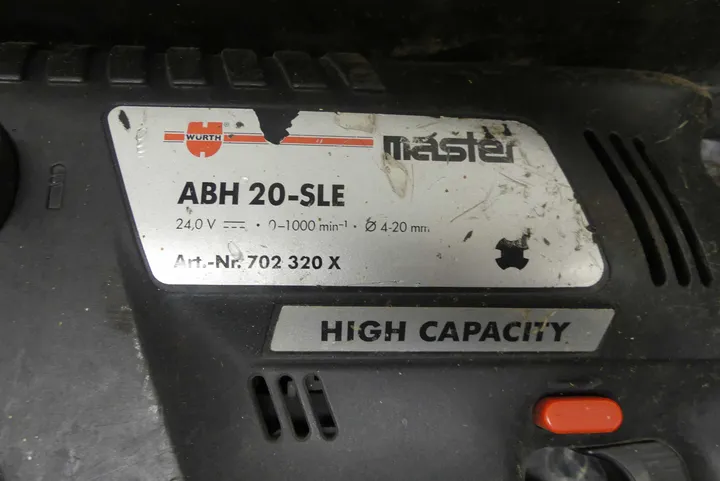 WÜRTH
master
ABH 20-SLE
24,0 V ⎓ • 0–1000 min⁻¹ • Ø 4-20 mm
Art.-Nr. 702 320 X
HIGH CAPACITY